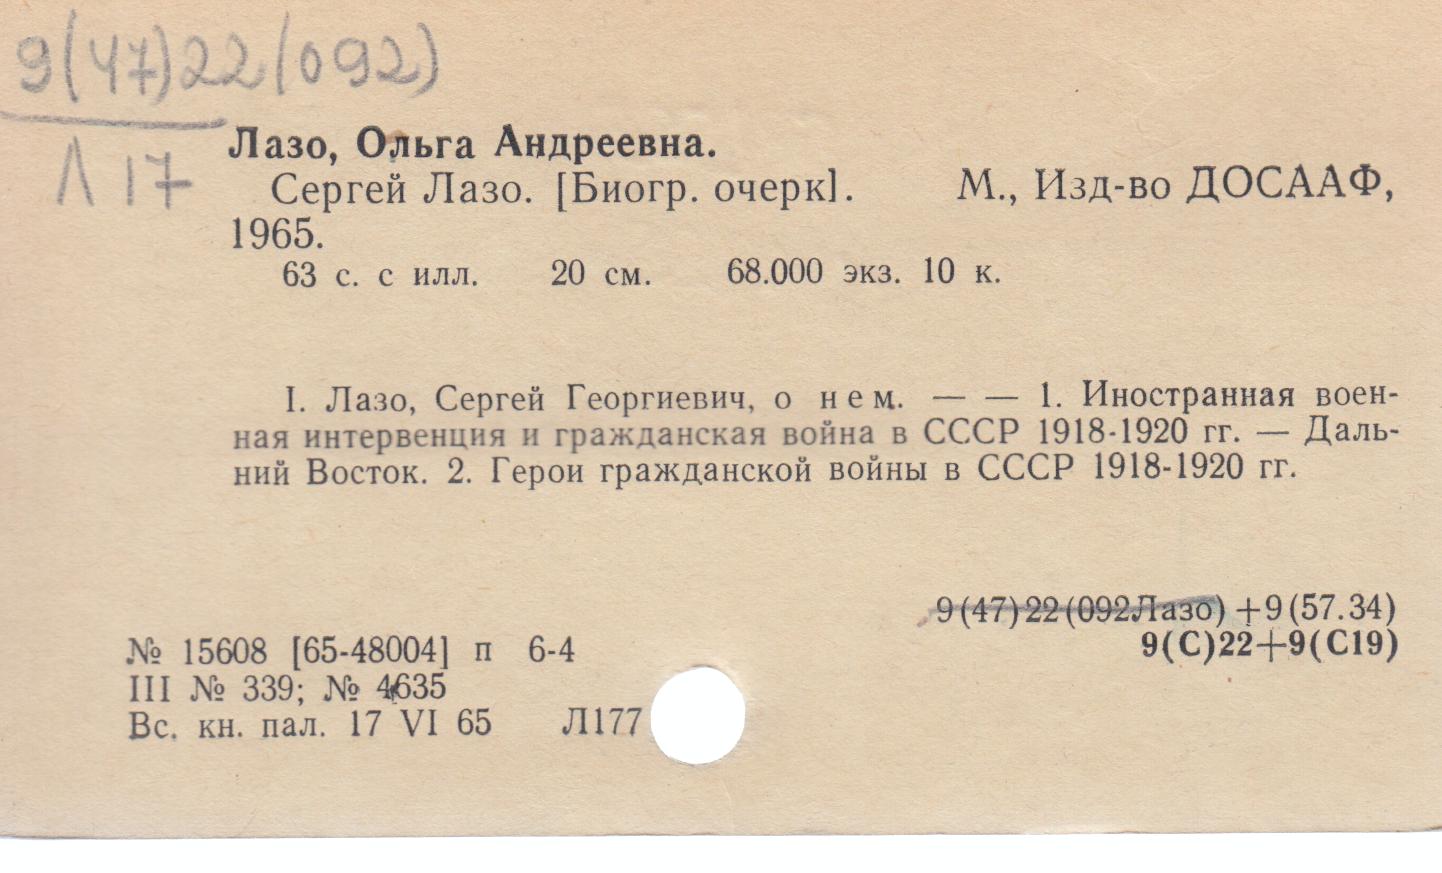 9(47)22(092)
Л 17
Лазо, Ольга Андреевна.
Сергей Лазо. [Биогр. очерк]. М., Изд-во ДОСААФ,
1965.
63 с. с илл. 20 см. 68.000 экз. 10 к.
I. Лазо, Сергей Георгиевич, о нем. — — 1. Иностранная воен-
ная интервенция и гражданская война в СССР 1918-1920 гг. — Даль-
ний Восток. 2. Герои гражданской войны в СССР 1918-1920 гг.
9(47)22(092Лазо)+9(57.34)
9(С)22+9(С19)
№ 15608 [65-48004] п 6-4
III № 339; № 4635
Вс. кн. пал. 17 VI 65 Л177